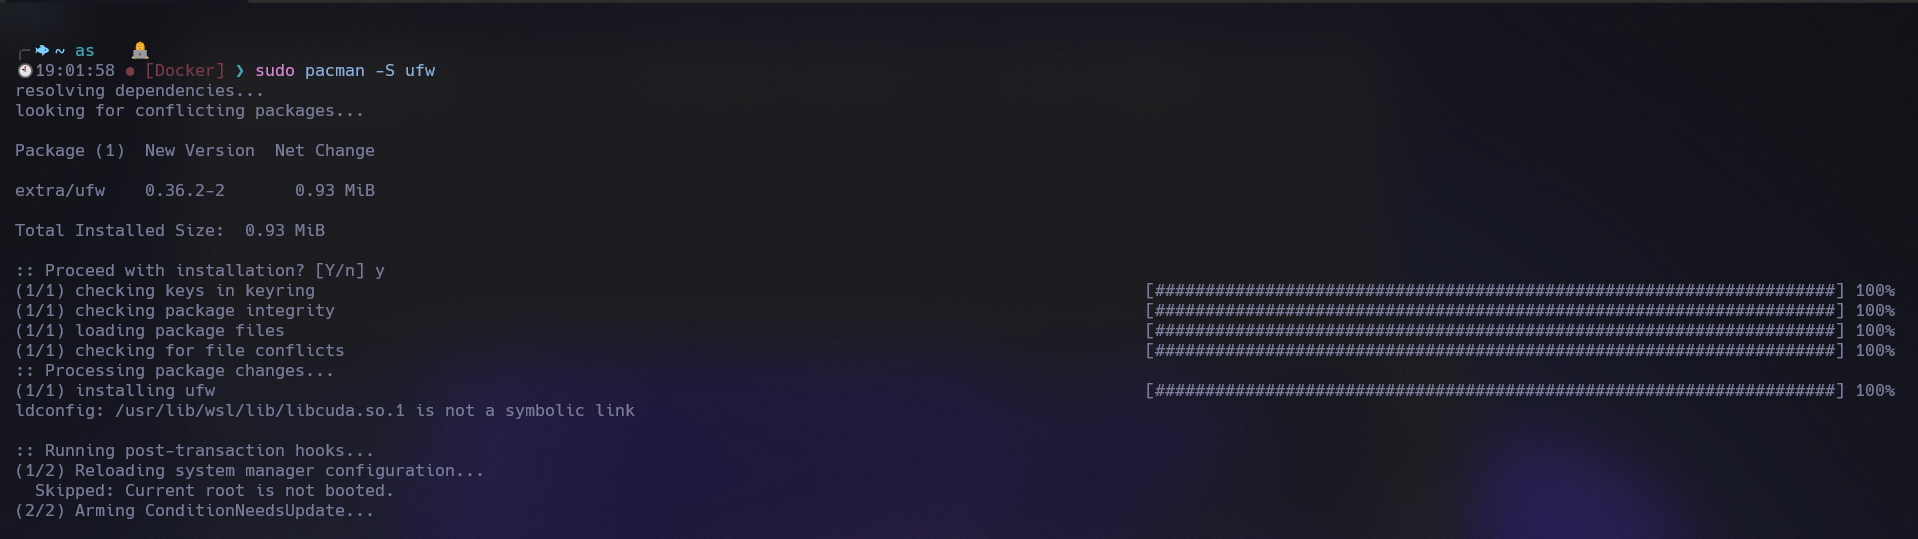 ~ as
19:01:58 [Docker] ❯ sudo pacman -S ufw
resolving dependencies...
looking for conflicting packages...
Package (1)  New Version  Net Change
extra/ufw    0.36.2-2       0.93 MiB
Total Installed Size:  0.93 MiB
:: Proceed with installation? [Y/n] y
(1/1) checking keys in keyring [####################################################################] 100%
(1/1) checking package integrity [####################################################################] 100%
(1/1) loading package files [####################################################################] 100%
(1/1) checking for file conflicts [####################################################################] 100%
:: Processing package changes...
(1/1) installing ufw [####################################################################] 100%
ldconfig: /usr/lib/wsl/lib/libcuda.so.1 is not a symbolic link
:: Running post-transaction hooks...
(1/2) Reloading system manager configuration...
  Skipped: Current root is not booted.
(2/2) Arming ConditionNeedsUpdate...